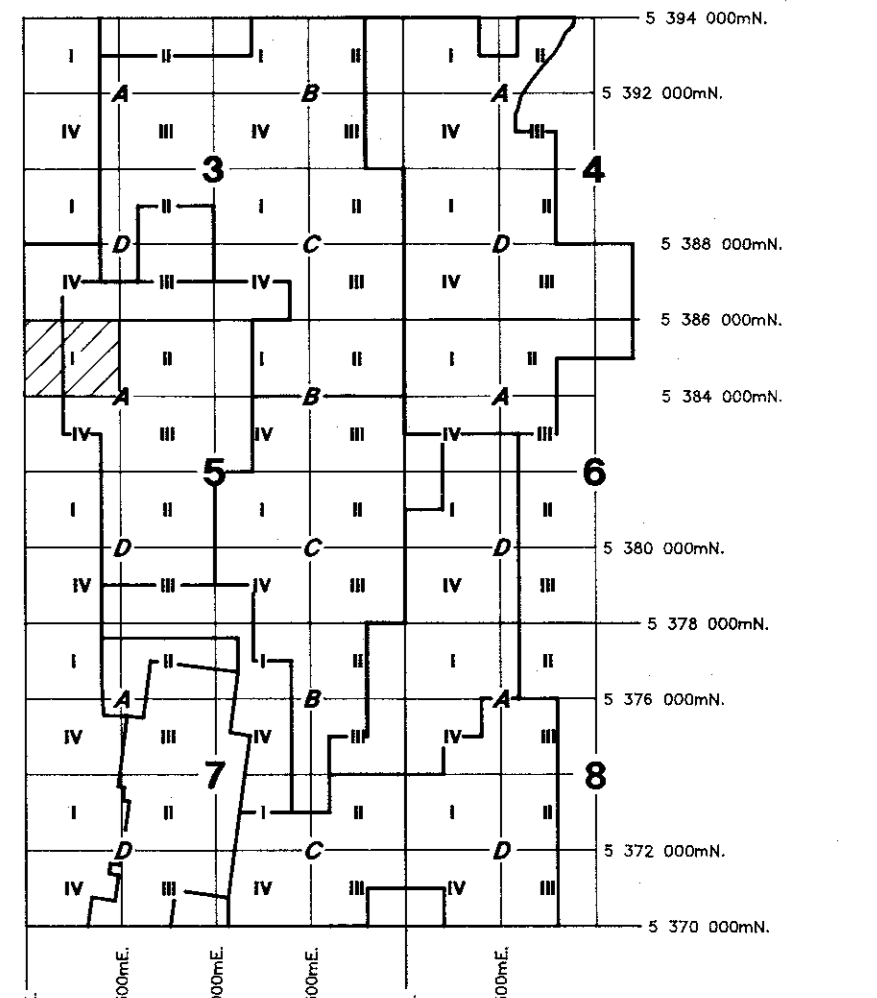 5 394 000mN.
I II I II I II
A B A 5 392 000mN.
IV III IV III IV III
3 4
I II I II I II
D C D 5 388 000mN.
IV III IV III IV III
5 386 000mN.
I II I II I II
A B A 5 384 000mN.
IV III IV III IV III
5 6
I II I II I II
D C D 5 380 000mN.
IV III IV III IV III
5 378 000mN.
I II I II I II
A B A 5 376 000mN.
IV III IV III IV III
7 8
I II I II I II
D C D 5 372 000mN.
IV III IV III IV III
5 370 000mN.